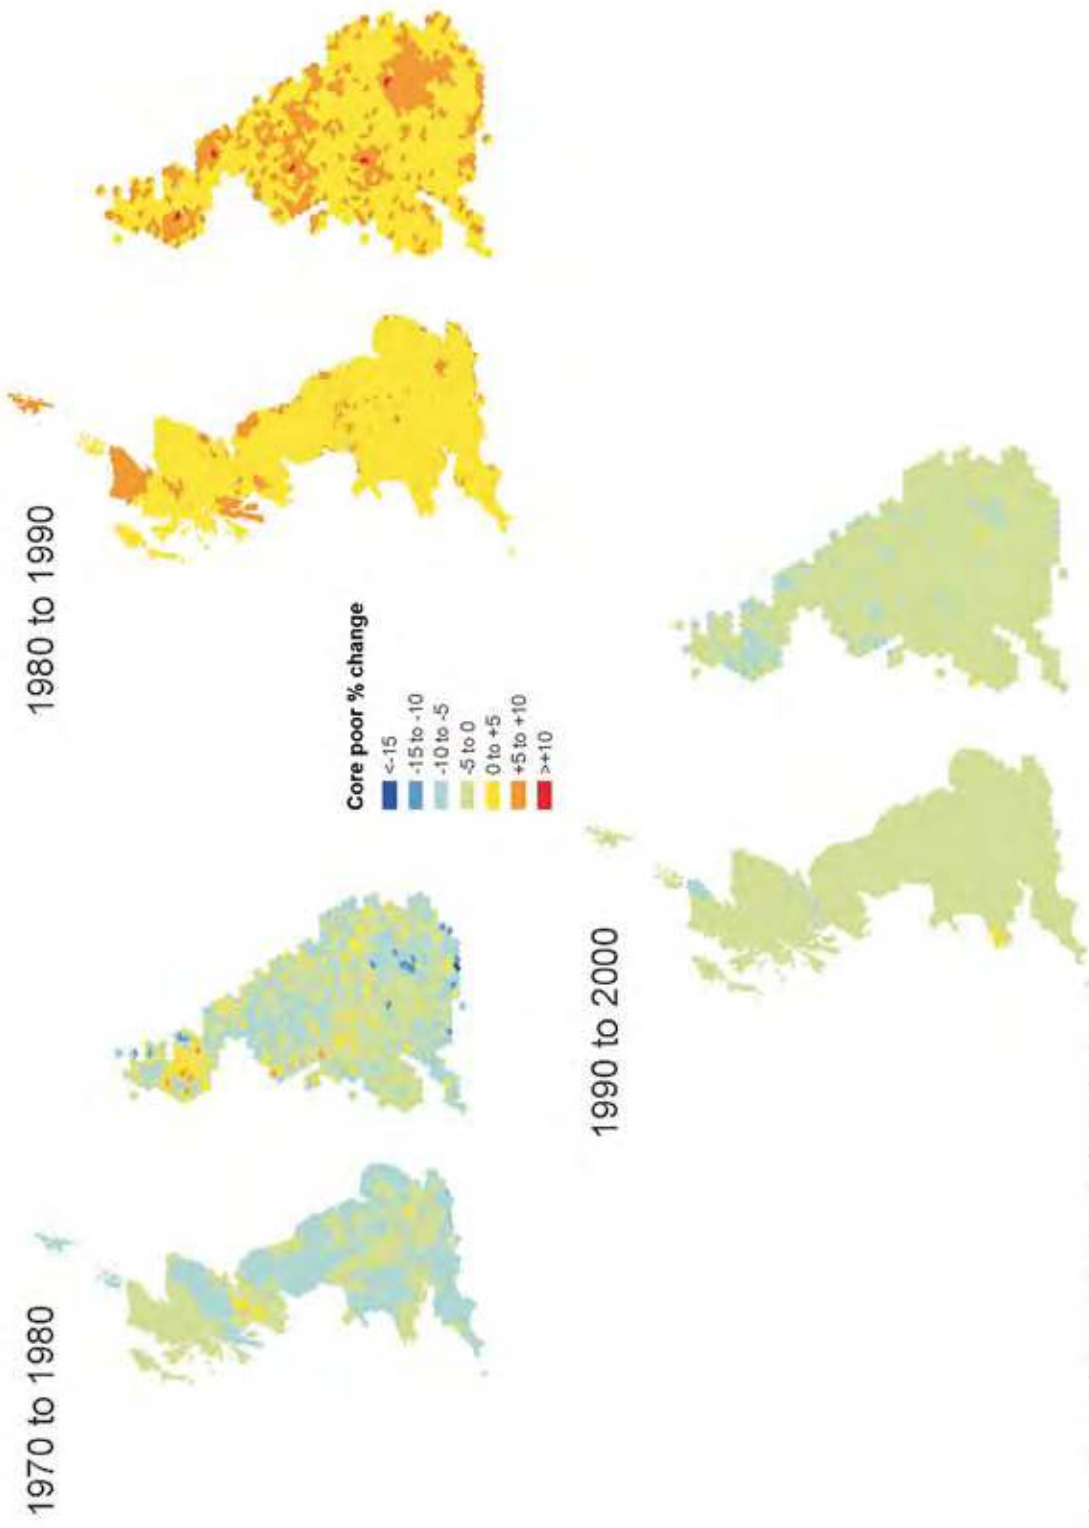 1970 to 1980
1980 to 1990
Core poor % change
<-15
-15 to -10
-10 to -5
-5 to 0
0 to +5
+5 to +10
>+10
1990 to 2000